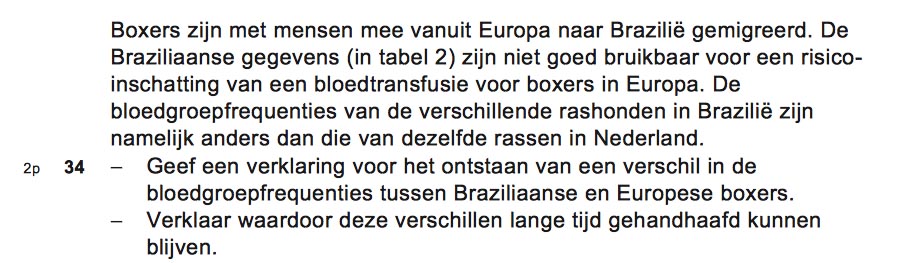 Boxers zijn met mensen mee vanuit Europa naar Brazilië gemigreerd. De
Braziliaanse gegevens (in tabel 2) zijn niet goed bruikbaar voor een risico-
inschatting van een bloedtransfusie voor boxers in Europa. De
bloedgroepfrequenties van de verschillende rashonden in Brazilië zijn
namelijk anders dan die van dezelfde rassen in Nederland.
2p 34 – Geef een verklaring voor het ontstaan van een verschil in de
bloedgroepfrequenties tussen Braziliaanse en Europese boxers.
– Verklaar waardoor deze verschillen lange tijd gehandhaafd kunnen
blijven.